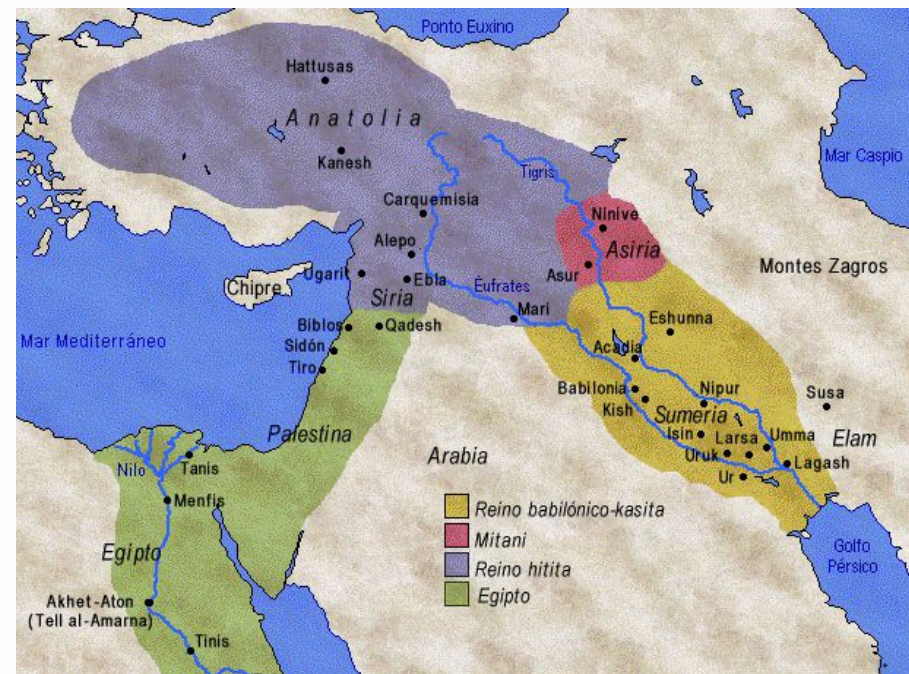 Ponto Euxino
Hattusas
Anatolia
Kanesh
Tigris
Mar Caspio
Carquemisia
Ninive
Asiria
Alepo
Asur
Montes Zagros
Ugarit
Ebla
Chipre
Éufrates
Siria
Mari
Biblos
Qadesh
Eshunna
Mar Mediterráneo
Sidón
Acadia
Tiro
Babilonia
Nipur
Susa
Kish
Sumeria
Palestina
Isin
Larsa
Umma
Elam
Uruk
Lagash
Arabia
Ur
Nilo
Tanis
Menfis
Reino babilónico-kasita
Mitani
Reino hitita
Egipto
Egipto
Golfo
Pérsico
Akhet-Aton
(Tell al-Amarna)
Tinis